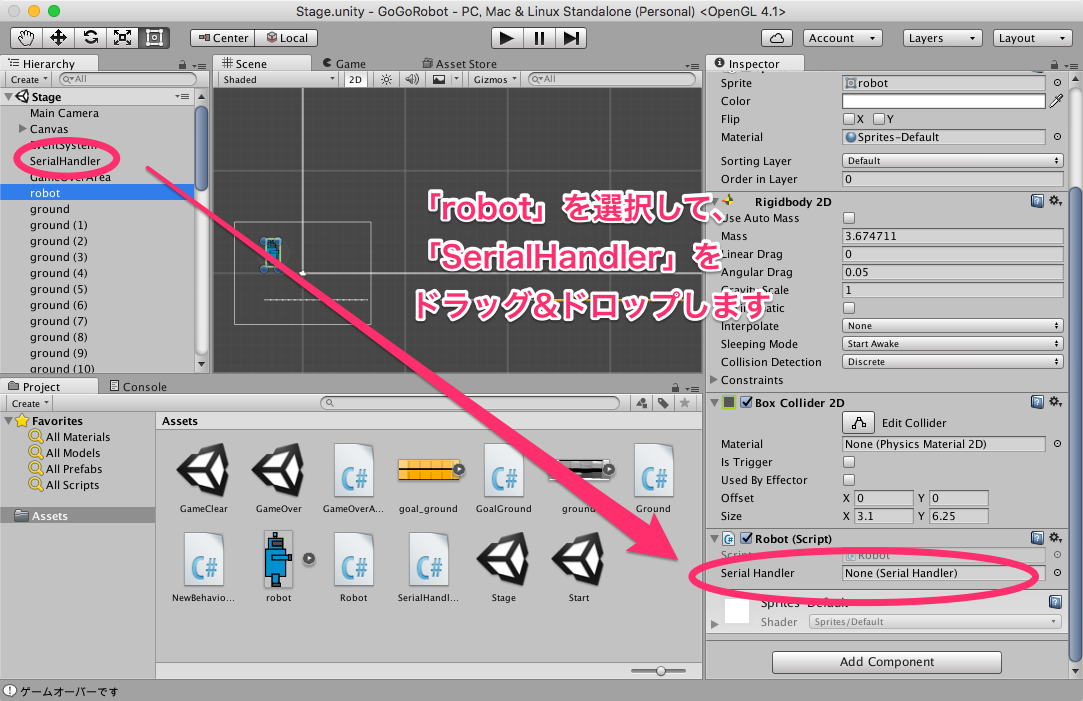 Stage.unity - GoGoRobot - PC, Mac & Linux Standalone (Personal) <OpenGL 4.1>
Center Local Account Layers Layout
Hierarchy
Create All
Stage
Main Camera
Canvas
EventSystem
SerialHandler
GameOverArea
robot
ground
ground (1)
ground (2)
ground (3)
ground (4)
ground (5)
ground (6)
ground (7)
ground (8)
ground (9)
ground (10)
Scene Game Asset Store
Shaded 2D Gizmos All
「robot」を選択して、
「SerialHandler」を
ドラッグ&ドロップします
Inspector
Sprite robot
Color
Flip X Y
Material Sprites-Default
Sorting Layer Default
Order in Layer 0
Rigidbody 2D
Use Auto Mass
Mass 3.674711
Linear Drag 0
Angular Drag 0.05
Gravity Scale 1
Interpolate None
Sleeping Mode Start Awake
Collision Detection Discrete
Constraints
Box Collider 2D
Edit Collider
Material None (Physics Material 2D)
Is Trigger
Used By Effector
Offset X 0 Y 0
Size X 3.1 Y 6.25
Robot (Script)
Script Robot
Serial Handler None (Serial Handler)
Sprites-Default
Shader Sprites/Default
Add Component
Project Console
Create
Favorites
All Materials
All Models
All Prefabs
All Scripts
Assets
Assets
GameClear GameOver GameOverA... goal_ground GoalGround ground Ground
NewBehavio... robot Robot SerialHandl... Stage Start
ゲームオーバーです